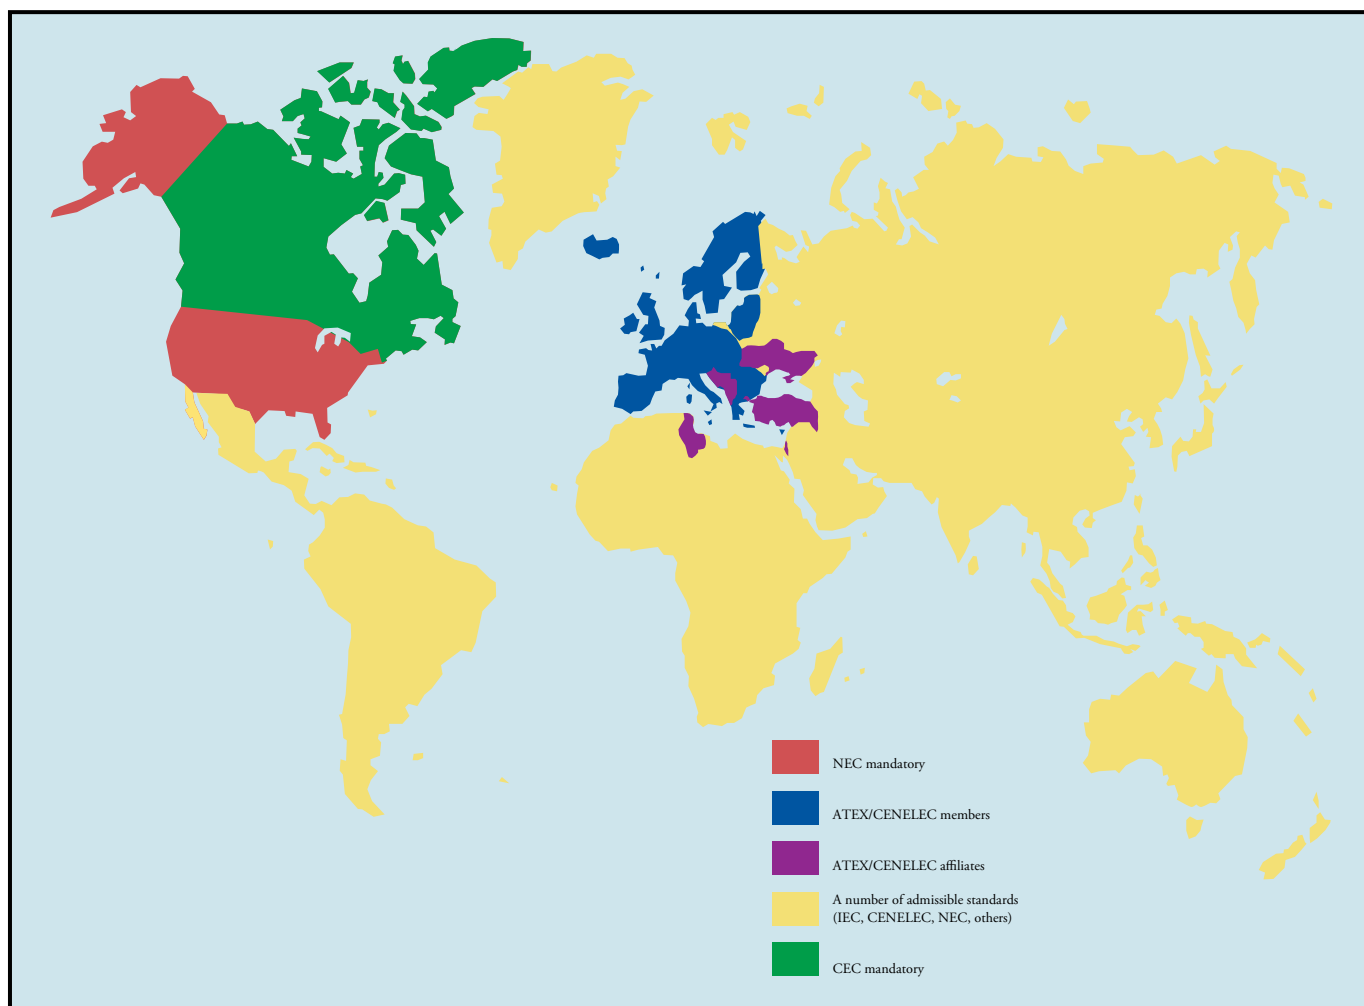 NEC mandatory
ATEX/CENELEC members
ATEX/CENELEC affiliates
A number of admissible standards
(IEC, CENELEC, NEC, others)
CEC mandatory